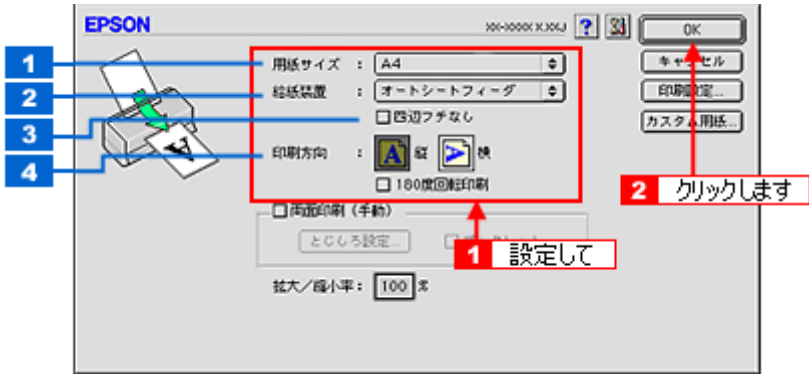 EPSON
XX-XXXX X.XXJ
?
OK
1
用紙サイズ : A4
キャンセル
2
給紙装置 : オートシートフィーダ
印刷設定...
3
四辺フチなし
カスタム用紙...
4
印刷方向 : A 縦 A 横
180度回転印刷
2 クリックします
両面印刷（手動）
とじしろ設定...
1 設定して
拡大／縮小率: 100 %
A